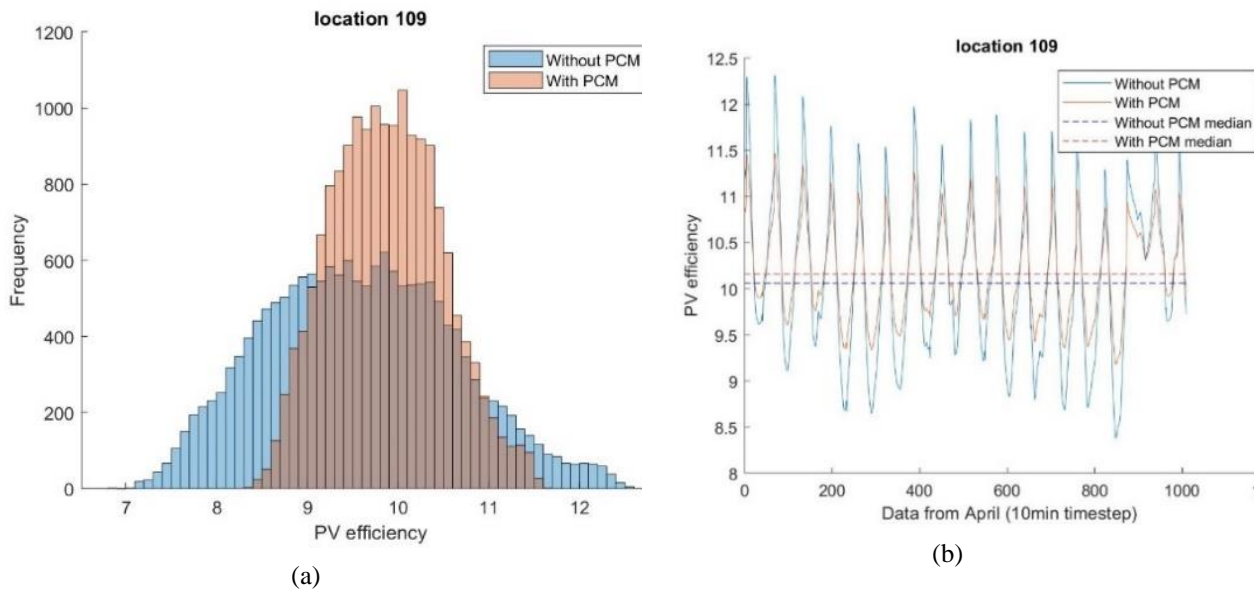 location 109
1200
1000
800
600
400
200
0
Frequency
7 8 9 10 11 12
PV efficiency
Without PCM
With PCM
(a)
location 109
12.5
12
11.5
11
10.5
10
9.5
9
8.5
8
PV efficiency
0 200 400 600 800 1000
Data from April (10min timestep)
Without PCM
With PCM
Without PCM median
With PCM median
(b)